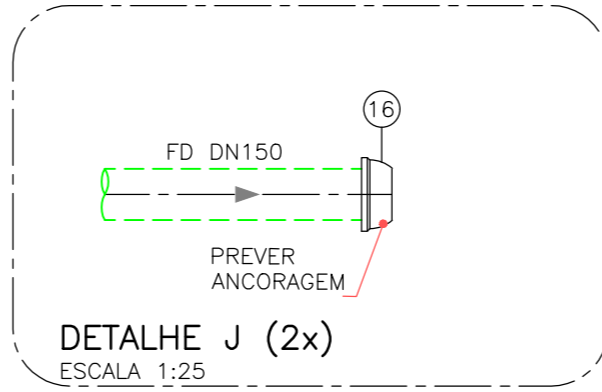 16
FD DN150
PREVER
ANCORAGEM
DETALHE J (2x)
ESCALA 1:25